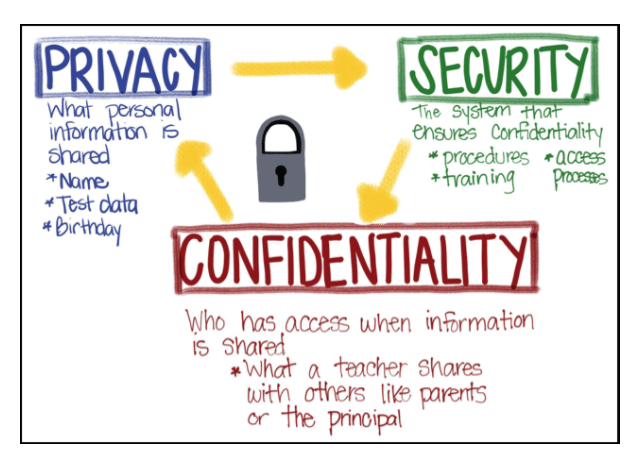 PRIVACY
What personal
information is
shared
*Name
*Test data
*Birthday
SECURITY
The system that
ensures Confidentiality
*procedures *access
*training Processes
CONFIDENTIALITY
Who has access when information
is shared
*What a teacher shares
with others like parents
or the principal